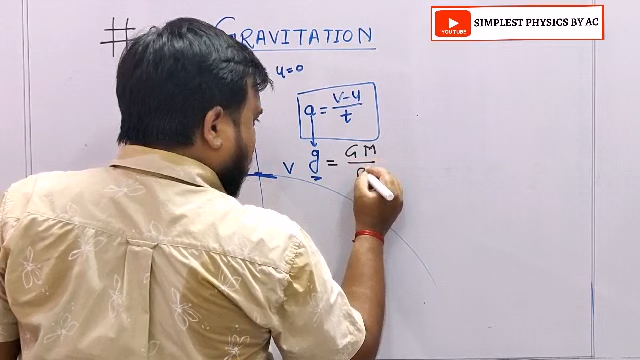 # GRAVITATION
SIMPLEST PHYSICS BY AC
YOUTUBE
u=0
a = v-u/t
v
g = GM/